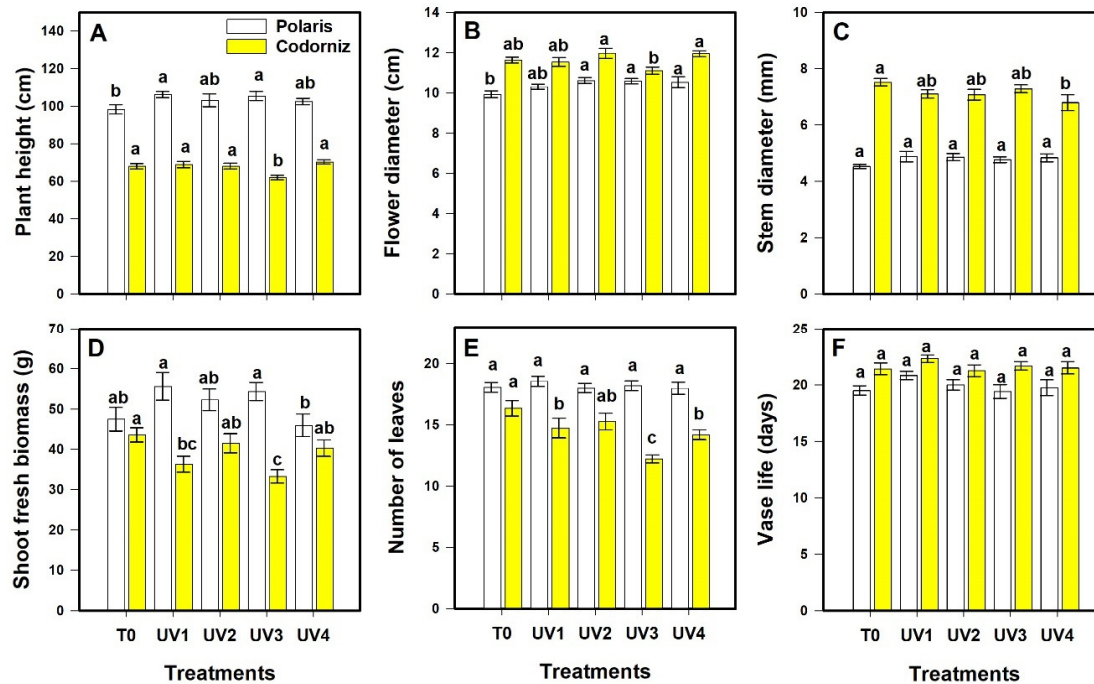 A
Polaris
Codorniz
Plant height (cm)
140
120
100
80
60
40
20
0
b a ab a ab
a a a b a
B
Flower diameter (cm)
14
12
10
8
6
4
2
0
ab ab a b a
b ab a a a
C
Stem diameter (mm)
10
8
6
4
2
0
a ab ab ab b
a a a a a
D
Shoot fresh biomass (g)
70
60
50
40
30
20
10
0
ab a ab a b
a bc ab c ab
T0 UV1 UV2 UV3 UV4
Treatments
E
Number of leaves
20
15
10
5
0
a a a a a
a b ab c b
T0 UV1 UV2 UV3 UV4
Treatments
F
Vase life (days)
25
20
15
10
5
0
a a a a a
a a a a a
T0 UV1 UV2 UV3 UV4
Treatments